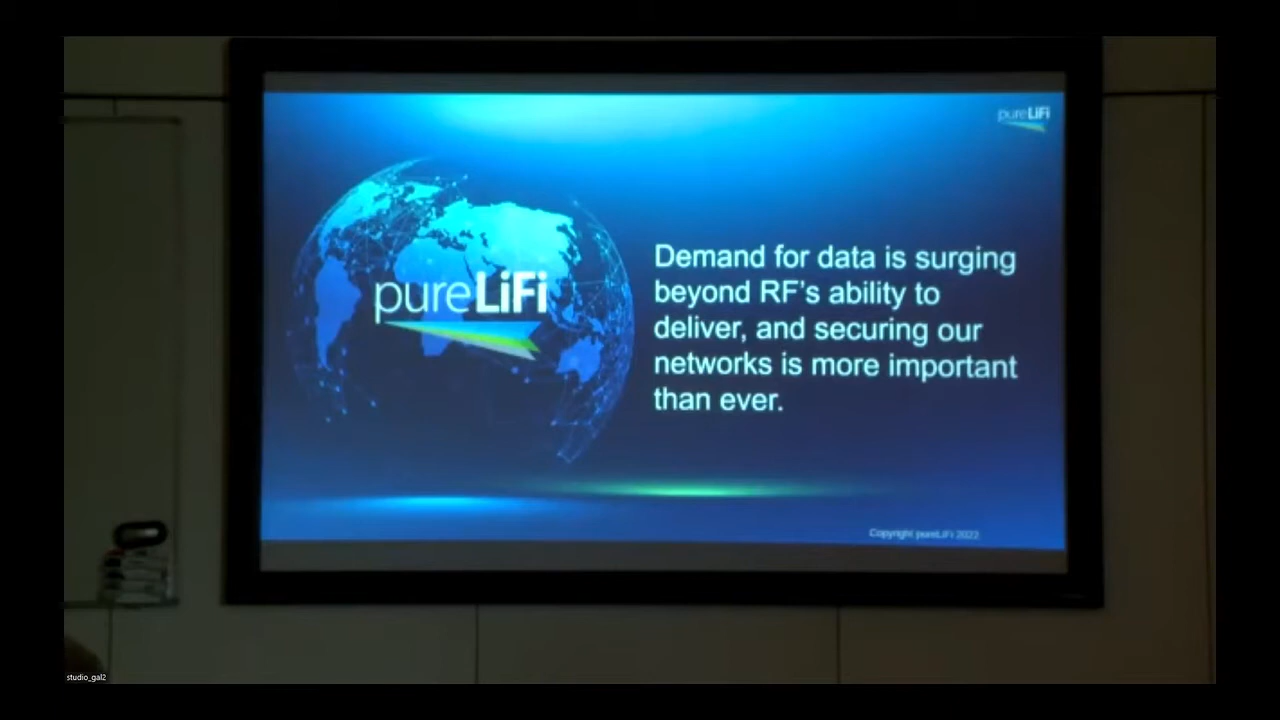 pureLiFi
pureLiFi
Demand for data is surging
beyond RF's ability to
deliver, and securing our
networks is more important
than ever.
Copyright pureLiFi 2022
studio_gal2